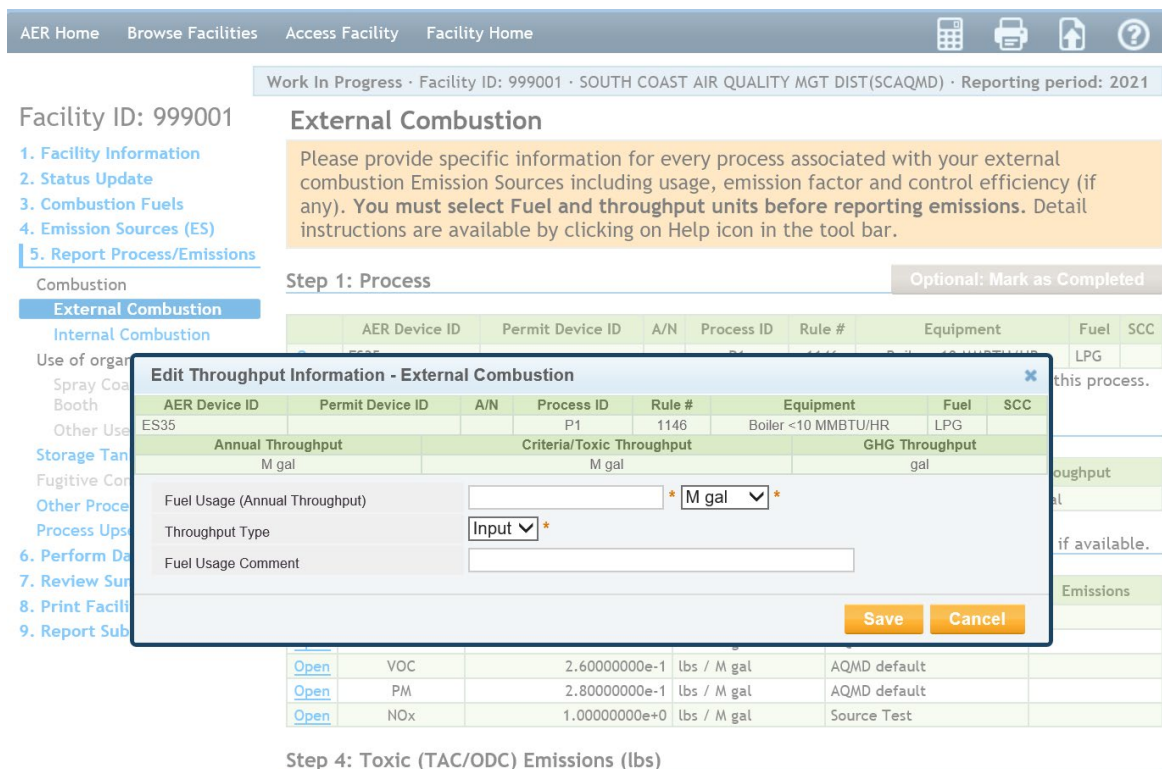 AER Home Browse Facilities Access Facility Facility Home
Work In Progress · Facility ID: 999001 · SOUTH COAST AIR QUALITY MGT DIST(SCAQMD) · Reporting period: 2021
Facility ID: 999001
1. Facility Information
2. Status Update
3. Combustion Fuels
4. Emission Sources (ES)
5. Report Process/Emissions
Combustion
External Combustion
Internal Combustion
Use of organ
Spray Coa
Booth
Other Use
Storage Tan
Fugitive Co
Other Proce
Process Ups
6. Perform Da
7. Review Su
8. Print Facili
9. Report Sub
External Combustion
Please provide specific information for every process associated with your external
combustion Emission Sources including usage, emission factor and control efficiency (if
any). You must select Fuel and throughput units before reporting emissions. Detail
instructions are available by clicking on Help icon in the tool bar.
Step 1: Process Optional: Mark as Completed
AER Device ID Permit Device ID A/N Process ID Rule # Equipment Fuel SCC
LPG
this process.
Edit Throughput Information - External Combustion
AER Device ID Permit Device ID A/N Process ID Rule # Equipment Fuel SCC
ES35 P1 1146 Boiler <10 MMBTU/HR LPG
Annual Throughput Criteria/Toxic Throughput GHG Throughput
M gal M gal gal
Fuel Usage (Annual Throughput) * M gal *
Throughput Type Input *
Fuel Usage Comment
Save Cancel
oughput
if available.
Emissions
Open VOC 2.60000000e-1 lbs / M gal AQMD default
Open PM 2.80000000e-1 lbs / M gal AQMD default
Open NOx 1.00000000e+0 lbs / M gal Source Test
Step 4: Toxic (TAC/ODC) Emissions (lbs)